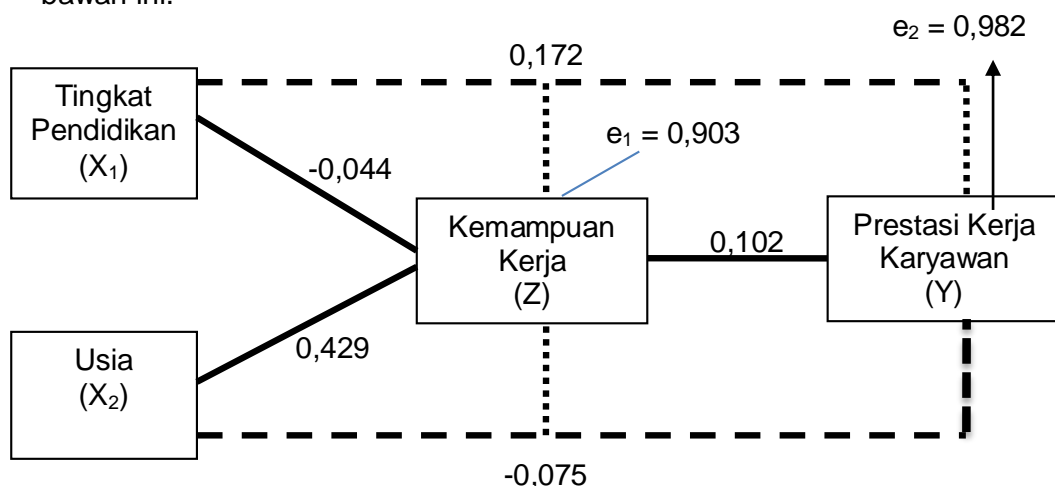 bawah ini:
e₂ = 0,982
0,172
Tingkat
Pendidikan
(X₁)
e₁ = 0,903
-0,044
Kemampuan
Kerja
(Z)
0,102
Prestasi Kerja
Karyawan
(Y)
Usia
(X₂)
0,429
-0,075